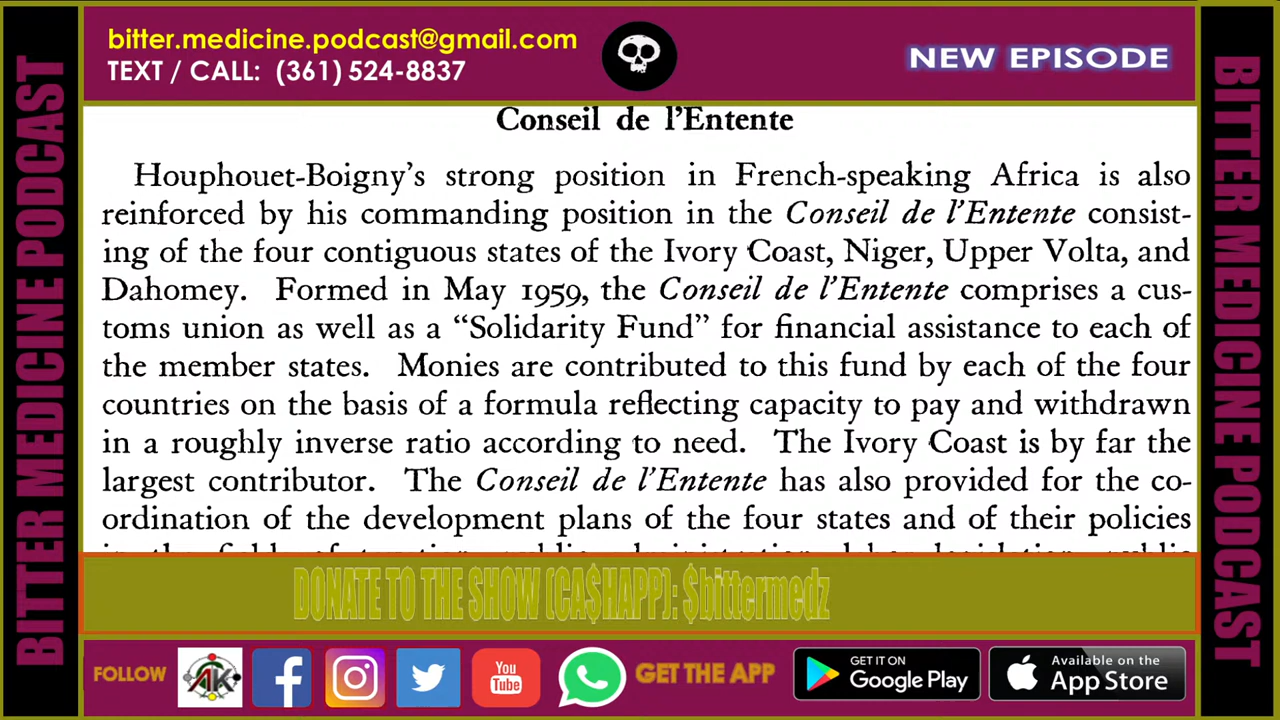 bitter.medicine.podcast@gmail.com
TEXT / CALL: (361) 524-8837
NEW EPISODE
BITTER MEDICINE PODCAST
Conseil de l'Entente
Houphouet-Boigny's strong position in French-speaking Africa is also
reinforced by his commanding position in the Conseil de l'Entente consist-
ing of the four contiguous states of the Ivory Coast, Niger, Upper Volta, and
Dahomey. Formed in May 1959, the Conseil de l'Entente comprises a cus-
toms union as well as a "Solidarity Fund" for financial assistance to each of
the member states. Monies are contributed to this fund by each of the four
countries on the basis of a formula reflecting capacity to pay and withdrawn
in a roughly inverse ratio according to need. The Ivory Coast is by far the
largest contributor. The Conseil de l'Entente has also provided for the co-
ordination of the development plans of the four states and of their policies
BITTER MEDICINE PODCAST
DONATE TO THE SHOW (CA$HAPP): $bittermedz
FOLLOW
You
Tube
GET THE APP
GET IT ON
Google Play
Available on the
App Store